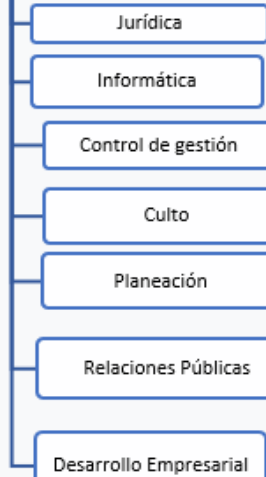 Jurídica
Informática
Control de gestión
Culto
Planeación
Relaciones Públicas
Desarrollo Empresarial